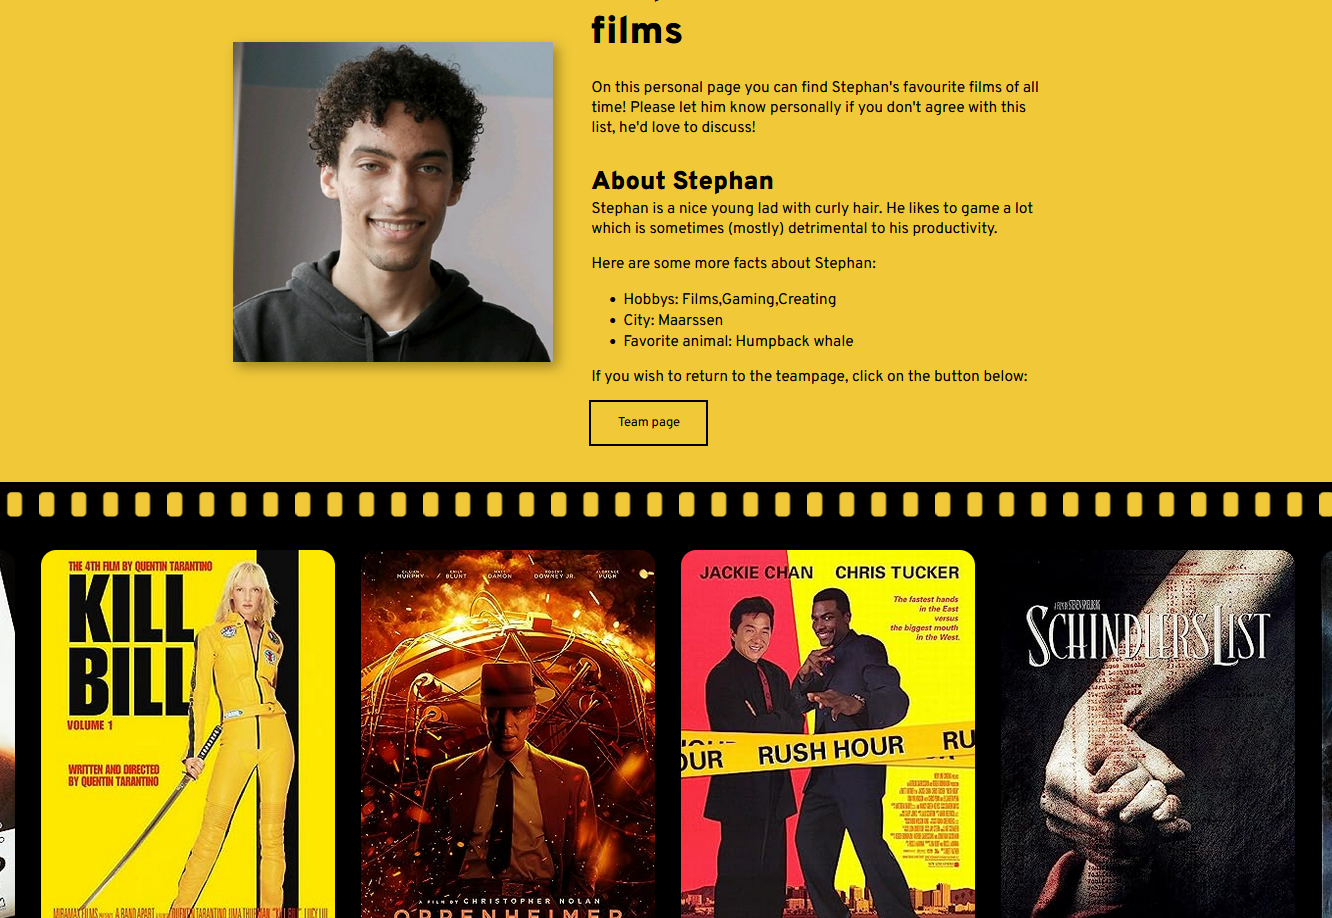 films
On this personal page you can find Stephan's favourite films of all
time! Please let him know personally if you don't agree with this
list, he'd love to discuss!
About Stephan
Stephan is a nice young lad with curly hair. He likes to game a lot
which is sometimes (mostly) detrimental to his productivity.
Here are some more facts about Stephan:
• Hobbys: Films,Gaming,Creating
• City: Maarssen
• Favorite animal: Humpback whale
If you wish to return to the teampage, click on the button below:
Team page
THE 4TH FILM BY QUENTIN TARANTINO
KILL
BILL
VOLUME 1
WRITTEN AND DIRECTED
BY QUENTIN TARANTINO
CILLIAN MURPHY / EMILY BLUNT / MATT DAMON ROBERT DOWNEY JR. / FLORENCE PUGH
A FILM BY CHRISTOPHER NOLAN
OPPENHEIMER
JACKIE CHAN CHRIS TUCKER
The fastest hands
in the East
versus
the biggest mouth
in the West.
RUSH HOUR
A FILM BY STEVEN SPIELBERG
SCHINDLER'S LIST